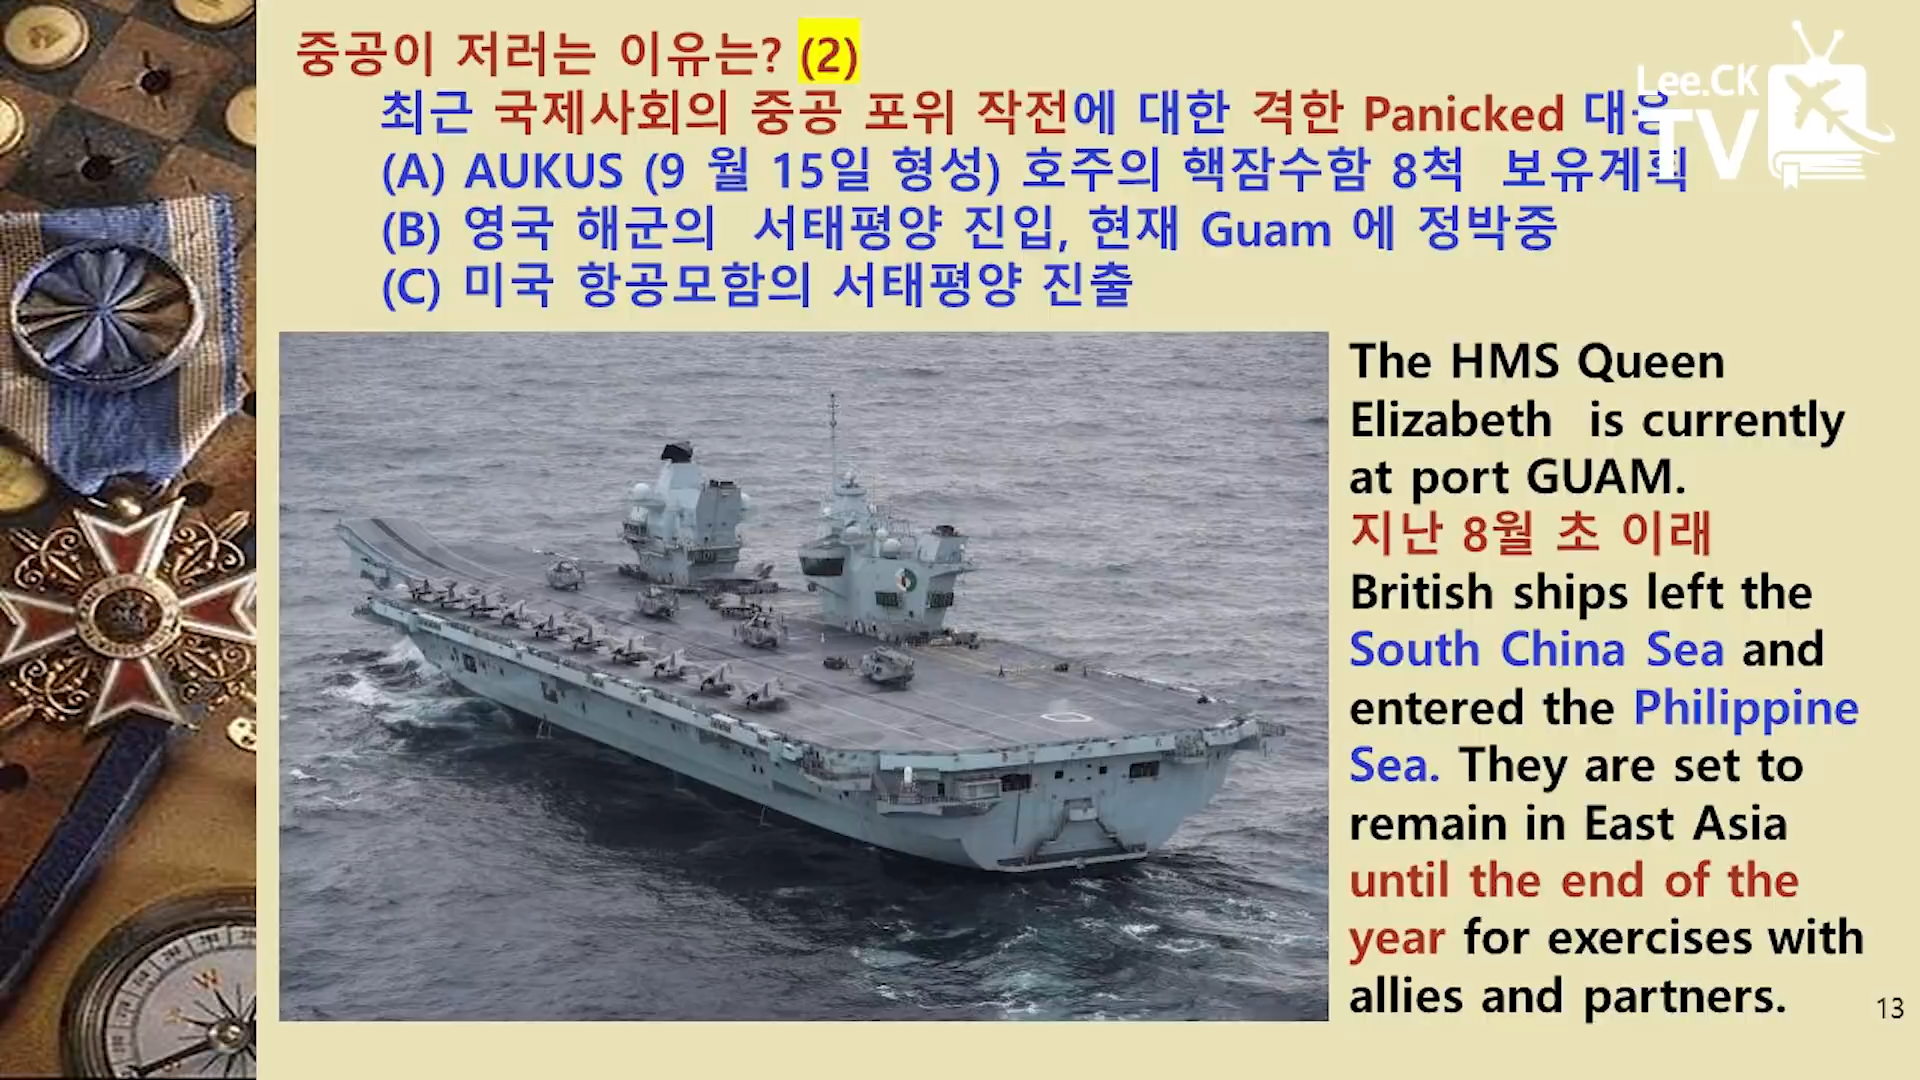 중공이 저러는 이유는? (2)
최근 국제사회의 중공 포위 작전에 대한 격한 Panicked 대응
(A) AUKUS (9 월 15일 형성) 호주의 핵잠수함 8척 보유계획
(B) 영국 해군의 서태평양 진입, 현재 Guam 에 정박중
(C) 미국 항공모함의 서태평양 진출
Lee.CK
TV
The HMS Queen
Elizabeth is currently
at port GUAM.
지난 8월 초 이래
British ships left the
South China Sea and
entered the Philippine
Sea. They are set to
remain in East Asia
until the end of the
year for exercises with
allies and partners.
13